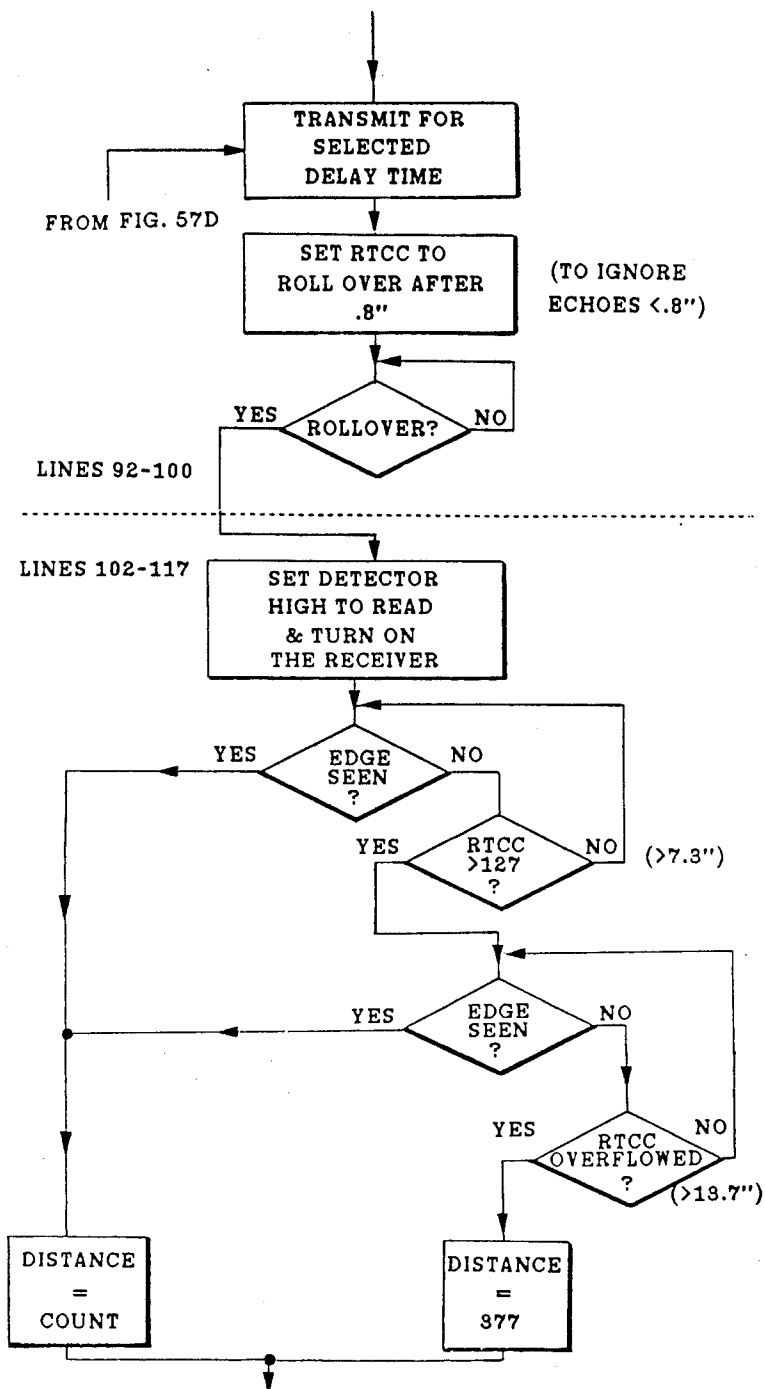 TRANSMIT FOR
SELECTED
DELAY TIME
FROM FIG. 57D
SET RTCC TO
ROLL OVER AFTER
.8"
(TO IGNORE
ECHOES <.8")
YES
ROLLOVER?
NO
LINES 92-100
LINES 102-117
SET DETECTOR
HIGH TO READ
& TURN ON
THE RECEIVER
YES
EDGE
SEEN
?
NO
YES
RTCC
>127
?
NO
(>7.3")
YES
EDGE
SEEN
?
NO
YES
RTCC
OVERFLOWED
?
NO
(>13.7")
DISTANCE
=
COUNT
DISTANCE
=
377